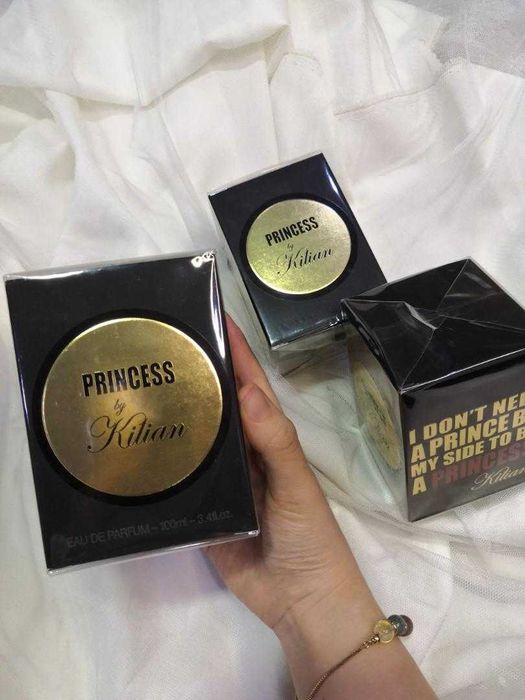 PRINCESS
by
Kilian
PRINCESS
by
Kilian
EAU DE PARFUM - 100ml - 3.4fl.oz.
I DON'T NEE
A PRINCE B
MY SIDE TO B
A PRINCESS
Kilian